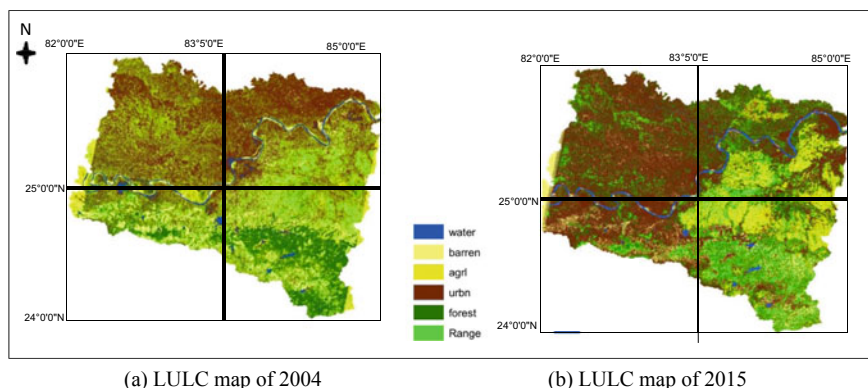 N
82°0'0"E 83°5'0"E 85°0'0"E
25°0'0"N
24°0'0"N
water
barren
agrl
urbn
forest
Range
82°0'0"E 83°5'0"E 85°0'0"E
25°0'0"N
24°0'0"N
(a) LULC map of 2004
(b) LULC map of 2015